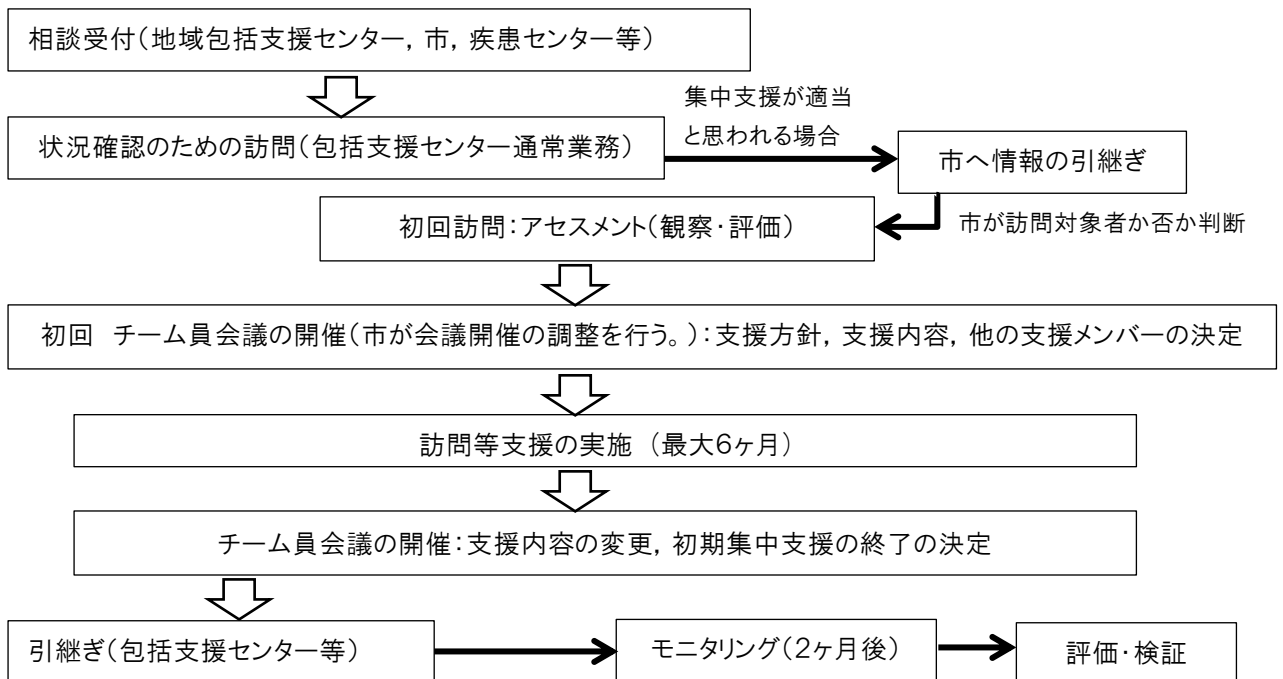 相談受付（地域包括支援センター，市，疾患センター等）
集中支援が適当
と思われる場合
状況確認のための訪問（包括支援センター通常業務）
市へ情報の引継ぎ
初回訪問：アセスメント（観察・評価）
市が訪問対象者か否か判断
初回　チーム員会議の開催（市が会議開催の調整を行う。）：支援方針，支援内容，他の支援メンバーの決定
訪問等支援の実施　（最大6ヶ月）
チーム員会議の開催：支援内容の変更，初期集中支援の終了の決定
引継ぎ（包括支援センター等）
モニタリング（2ヶ月後）
評価・検証